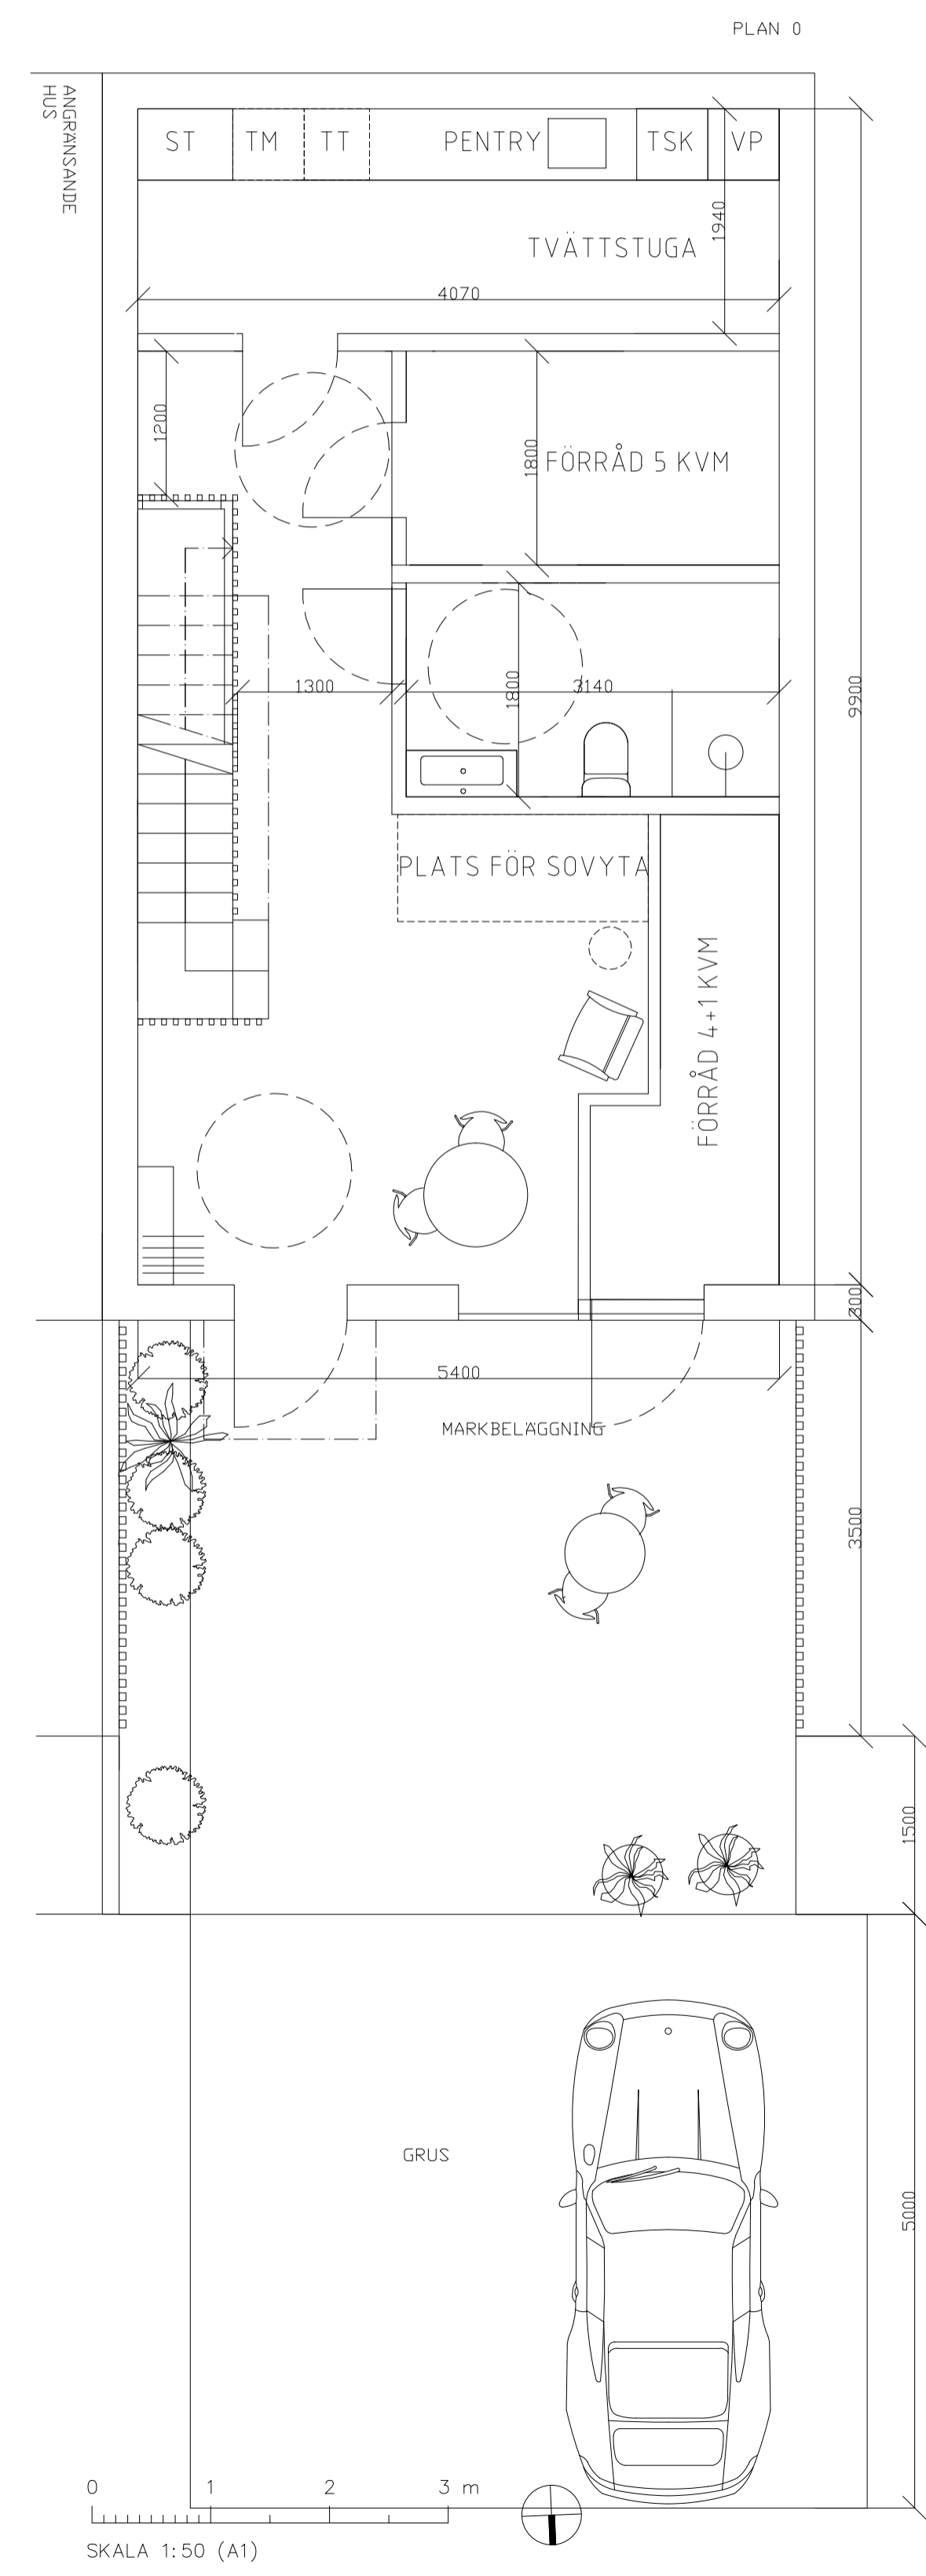 PLAN 0
ANGRÄNSANDE
HUS
ST
TM
TT
PENTRY
TSK
VP
1940
TVÄTTSTUGA
4070
1200
1800
FÖRRÅD 5 KVM
1300
1800
3140
9900
PLATS FÖR SOVYTA
FÖRRÅD 4+1 KVM
300
5400
MARKBELÄGGNING
3500
1500
GRUS
5000
0 1 2 3 m
SKALA 1:50 (A1)